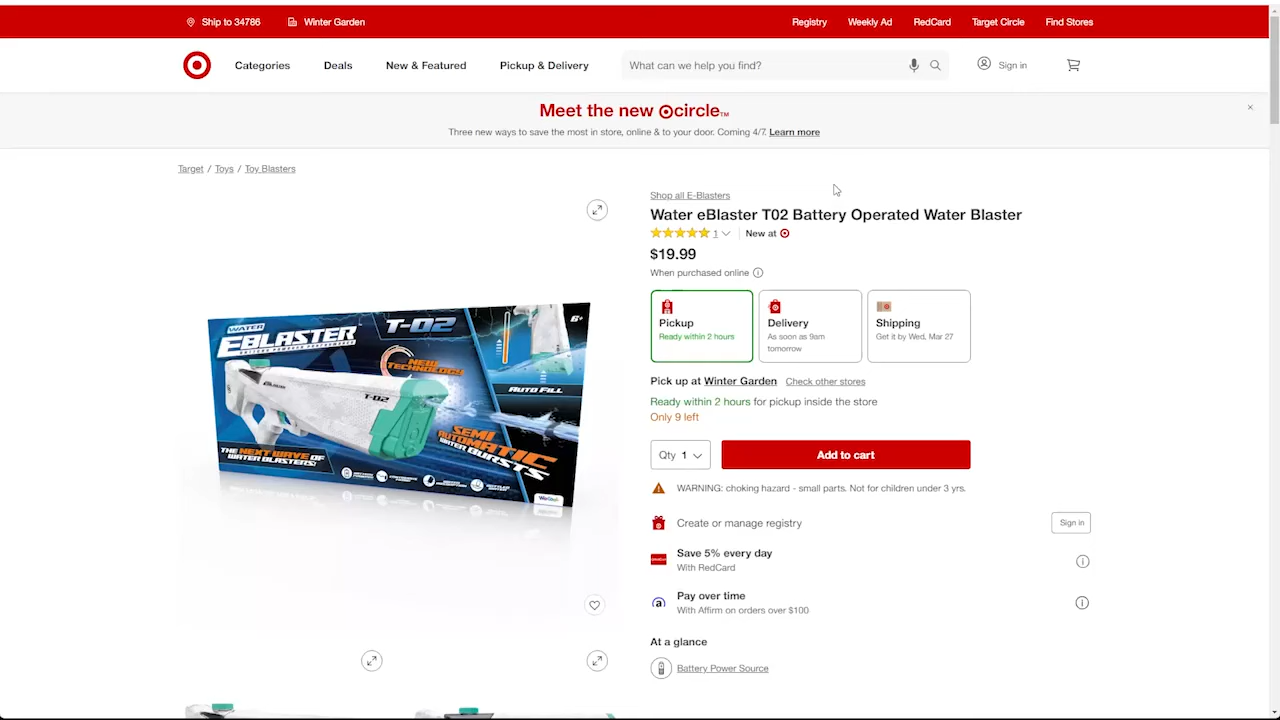 Ship to 34786
Winter Garden
Registry
Weekly Ad
RedCard
Target Circle
Find Stores
Categories
Deals
New & Featured
Pickup & Delivery
What can we help you find?
Sign in
Meet the new circle™
Three new ways to save the most in store, online & to your door. Coming 4/7. Learn more
Target / Toys / Toy Blasters
Shop all E-Blasters
Water eBlaster T02 Battery Operated Water Blaster
1
New at
$19.99
When purchased online
Pickup
Ready within 2 hours
Delivery
As soon as 9am
tomorrow
Shipping
Get it by Wed, Mar 27
Pick up at Winter Garden
Check other stores
Ready within 2 hours for pickup inside the store
Only 9 left
Qty 1
Add to cart
WARNING: choking hazard - small parts. Not for children under 3 yrs.
Create or manage registry
Sign in
Save 5% every day
With RedCard
Pay over time
With Affirm on orders over $100
At a glance
Battery Power Source
WATER
EBLASTER
T-02
6+
NEW
TECHNOLOGY
AUTO FILL
T-02
SEMI
AUTOMATIC
WATER BURSTS
THE NEXT WAVE OF
WATER BLASTERS!